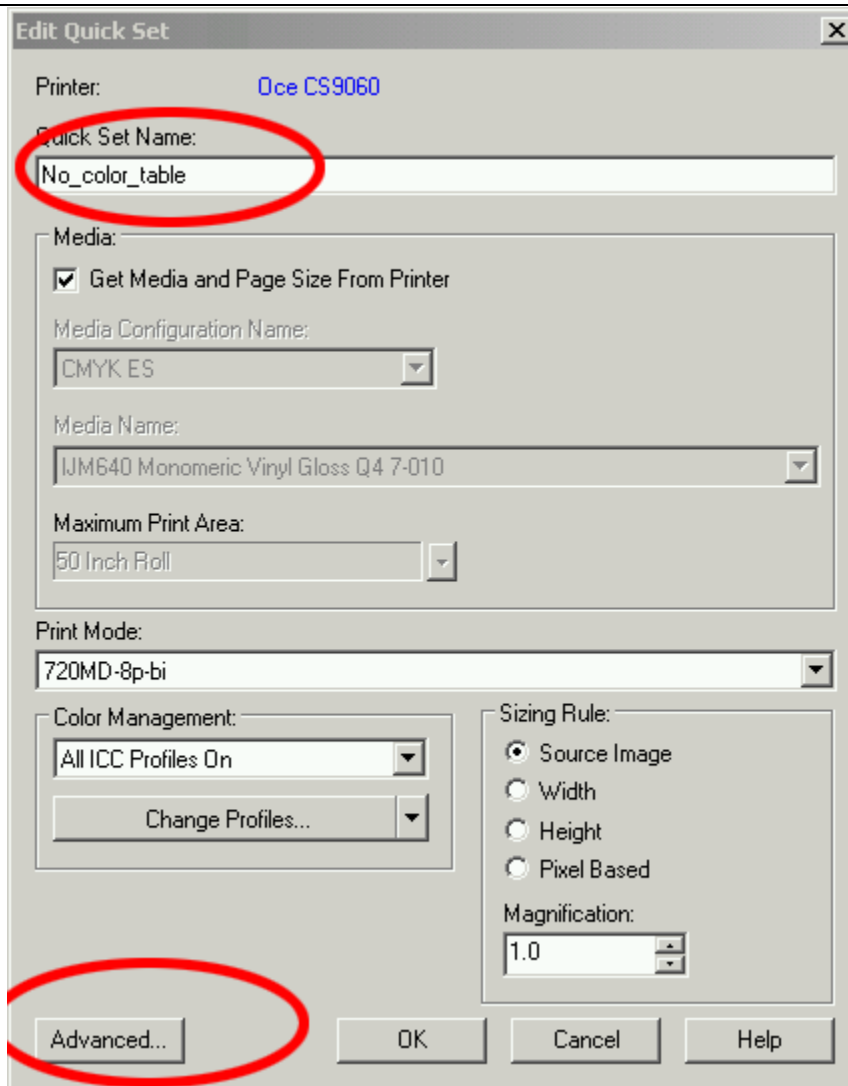 Edit Quick Set
Printer: Oce CS9060
Quick Set Name:
No_color_table
Media:
Get Media and Page Size From Printer
Media Configuration Name:
CMYK ES
Media Name:
IJM640 Monomeric Vinyl Gloss Q4 7-010
Maximum Print Area:
50 Inch Roll
Print Mode:
720MD-8p-bi
Color Management:
All ICC Profiles On
Change Profiles...
Sizing Rule:
Source Image
Width
Height
Pixel Based
Magnification:
1.0
Advanced... OK Cancel Help